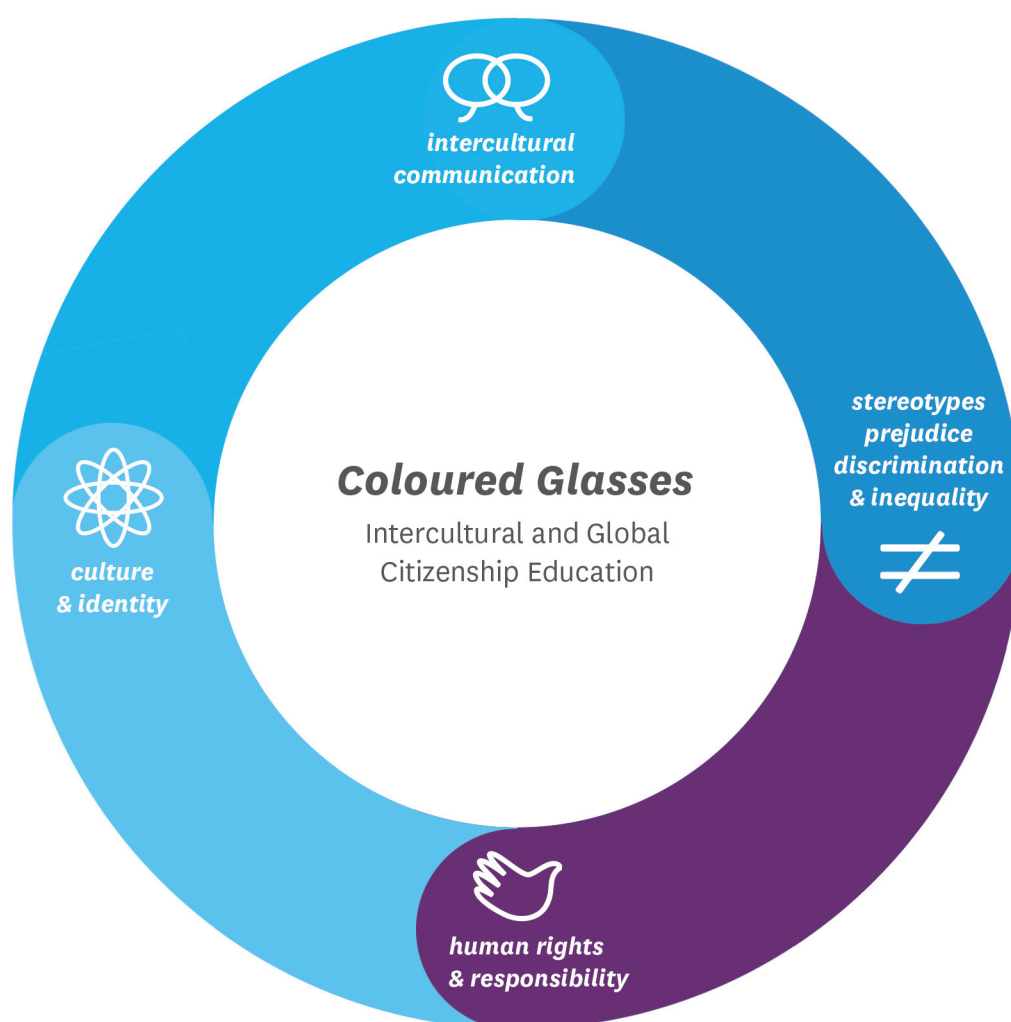 intercultural
communication
stereotypes
prejudice
discrimination
& inequality
Coloured Glasses
Intercultural and Global
Citizenship Education
culture
& identity
human rights
& responsibility